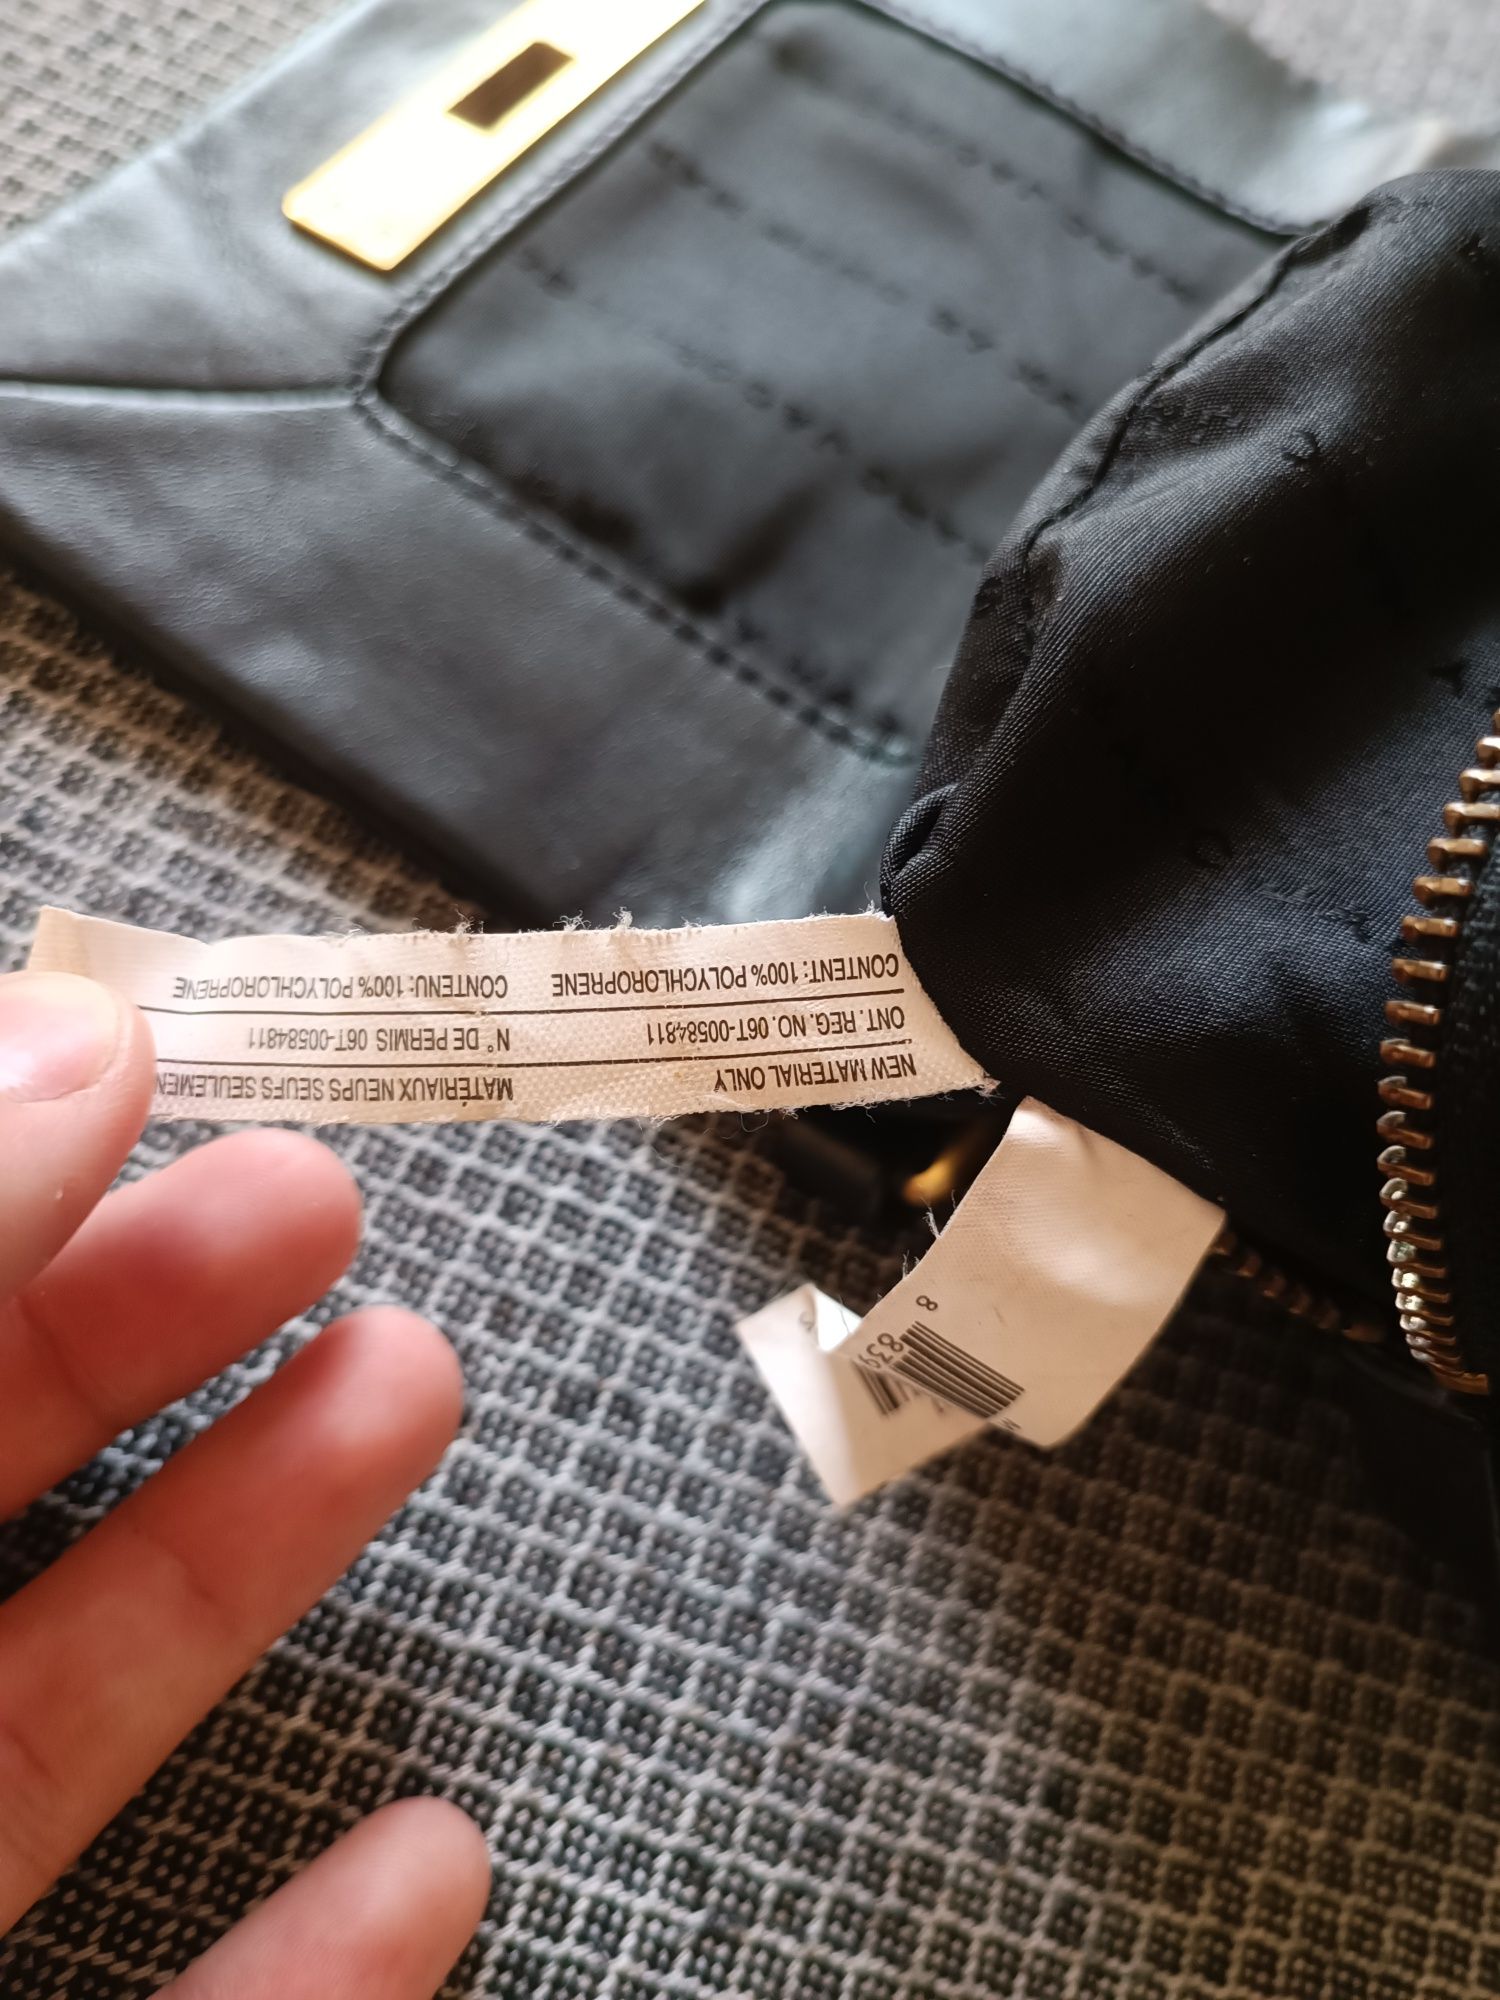 NEW MATERIAL ONLY
ONT. REG. NO. 06T-00584811
CONTENT: 100% POLYCHLOROPRENE
MATÉRIAUX NEUFS SEULEMEN
N° DE PERMIS 06T-00584811
CONTENU: 100% POLYCHLOROPRENE
8
839